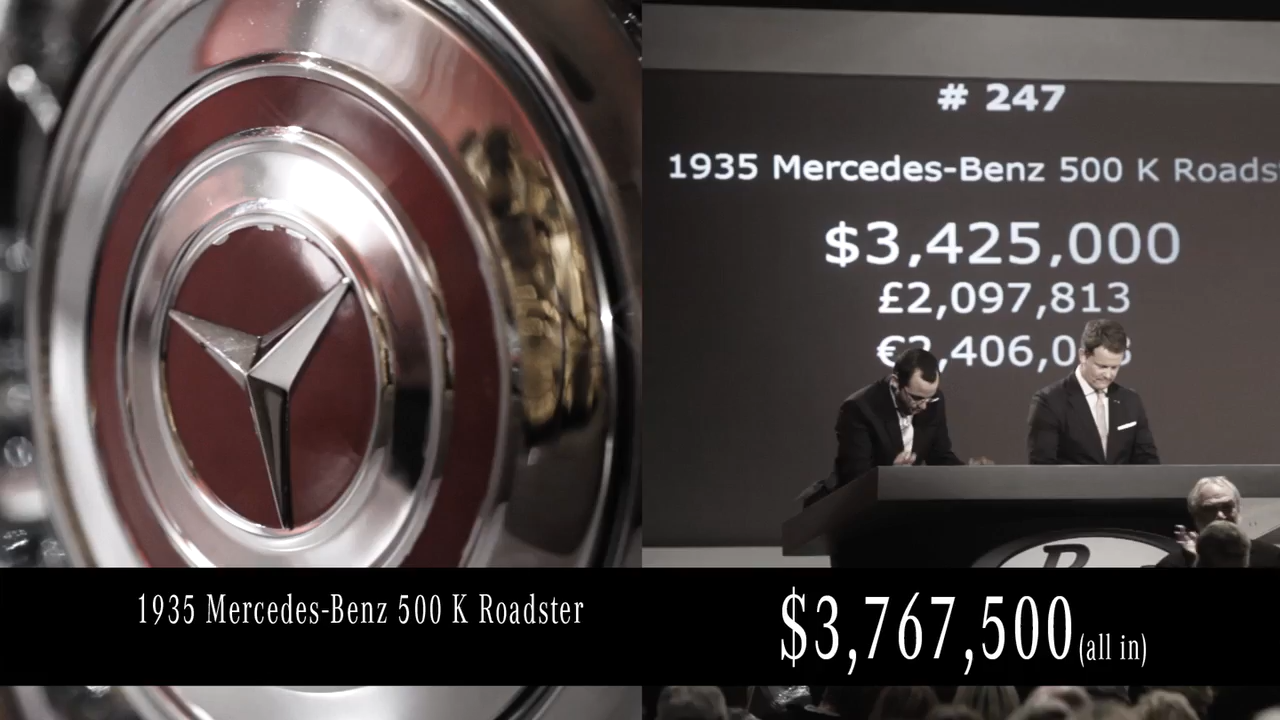 # 247
1935 Mercedes-Benz 500 K Roads
$3,425,000
£2,097,813
1935 Mercedes-Benz 500 K Roadster
$3,767,500 (all in)